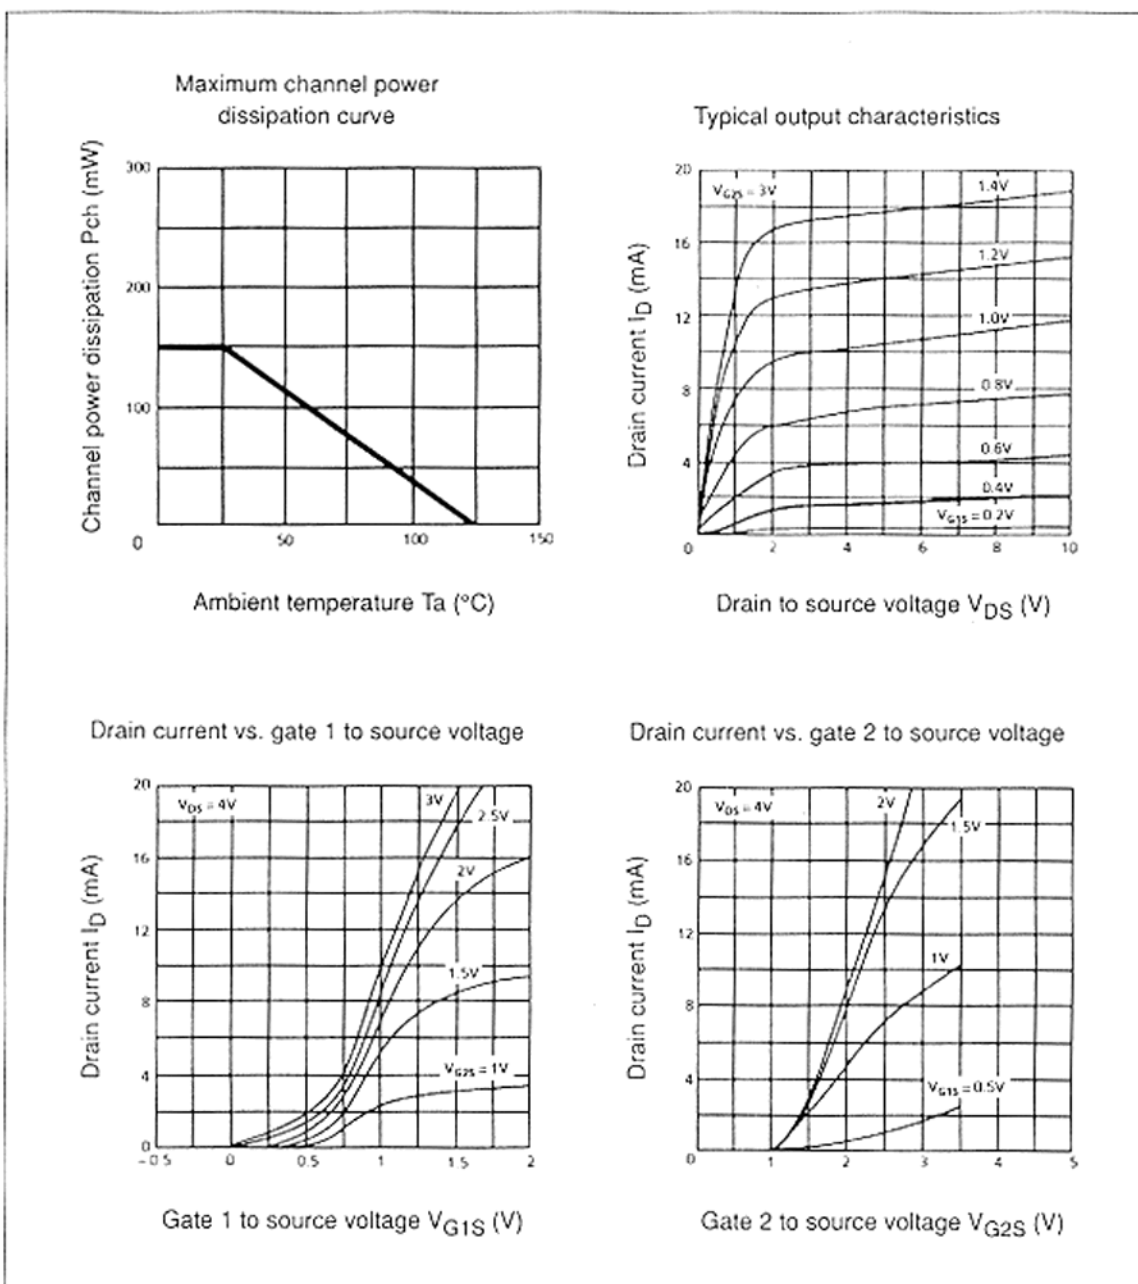 Maximum channel power
dissipation curve
Channel power dissipation Pch (mW)
300
200
150
100
0
50
100
150
Ambient temperature Ta (°C)
Typical output characteristics
Drain current ID (mA)
20
16
12
8
4
0
2
4
6
8
10
VG2S = 3V
1.4V
1.2V
1.0V
0.8V
0.6V
0.4V
VG1S = 0.2V
Drain to source voltage VDS (V)
Drain current vs. gate 1 to source voltage
Drain current ID (mA)
20
16
12
8
4
0
-0.5
0
0.5
1
1.5
2
VDS = 4V
3V
2.5V
2V
1.5V
VG2S = 1V
Gate 1 to source voltage VG1S (V)
Drain current vs. gate 2 to source voltage
Drain current ID (mA)
20
16
12
8
4
0
1
2
3
4
5
VDS = 4V
2V
1.5V
1V
VG1S = 0.5V
Gate 2 to source voltage VG2S (V)